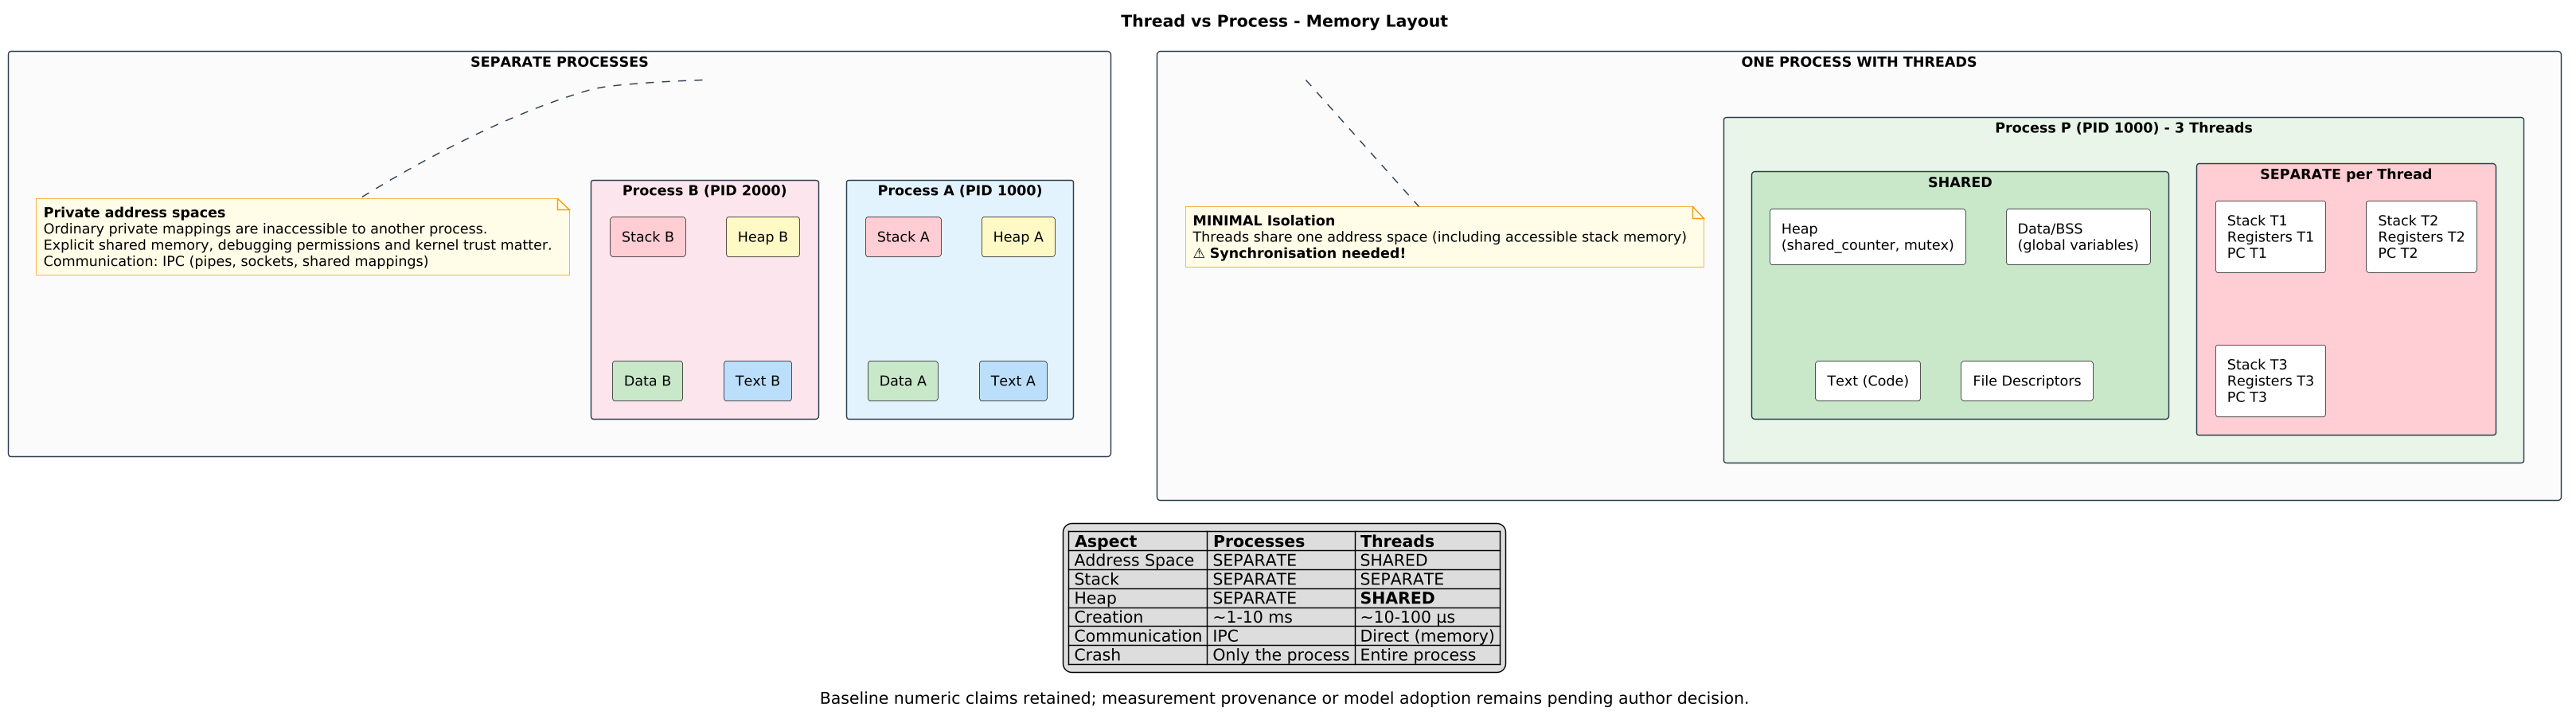 Thread vs Process - Memory Layout
SEPARATE PROCESSES
Private address spaces
Ordinary private mappings are inaccessible to another process.
Explicit shared memory, debugging permissions and kernel trust matter.
Communication: IPC (pipes, sockets, shared mappings)
Process B (PID 2000)
Stack B
Heap B
Data B
Text B
Process A (PID 1000)
Stack A
Heap A
Data A
Text A
ONE PROCESS WITH THREADS
MINIMAL Isolation
Threads share one address space (including accessible stack memory)
⚠ Synchronisation needed!
Process P (PID 1000) - 3 Threads
SHARED
Heap
(shared_counter, mutex)
Data/BSS
(global variables)
Text (Code)
File Descriptors
SEPARATE per Thread
Stack T1
Registers T1
PC T1
Stack T2
Registers T2
PC T2
Stack T3
Registers T3
PC T3
Aspect Processes Threads
Address Space SEPARATE SHARED
Stack SEPARATE SEPARATE
Heap SEPARATE SHARED
Creation ~1-10 ms ~10-100 µs
Communication IPC Direct (memory)
Crash Only the process Entire process
Baseline numeric claims retained; measurement provenance or model adoption remains pending author decision.